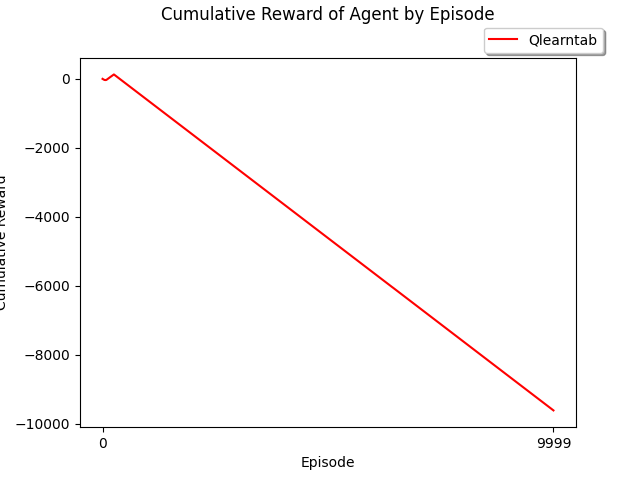 Cumulative Reward of Agent by Episode
Qlearntab
0
−2000
−4000
−6000
−8000
−10000
Cumulative Reward
0
9999
Episode